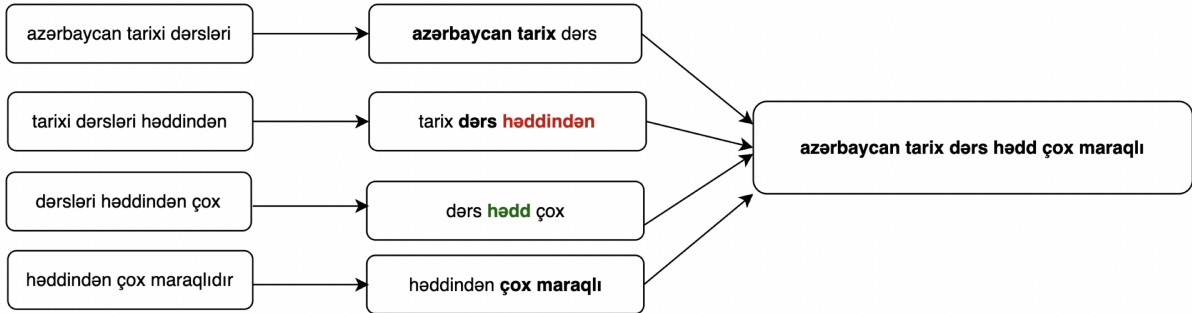 azərbaycan tarixi dərsləri
azərbaycan tarix dərs
tarixi dərsləri həddindən
tarix dərs həddindən
dərsləri həddindən çox
dərs hədd çox
həddindən çox maraqlıdır
həddindən çox maraqlı
azərbaycan tarix dərs hədd çox maraqlı